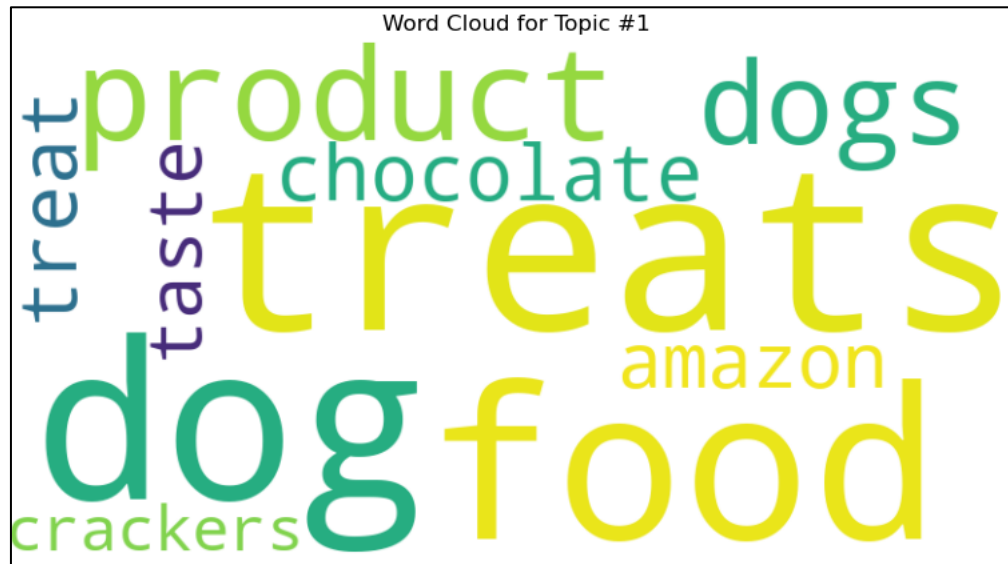 Word Cloud for Topic #1
product
dogs
treat
taste
chocolate
treats
amazon
dog
food
crackers